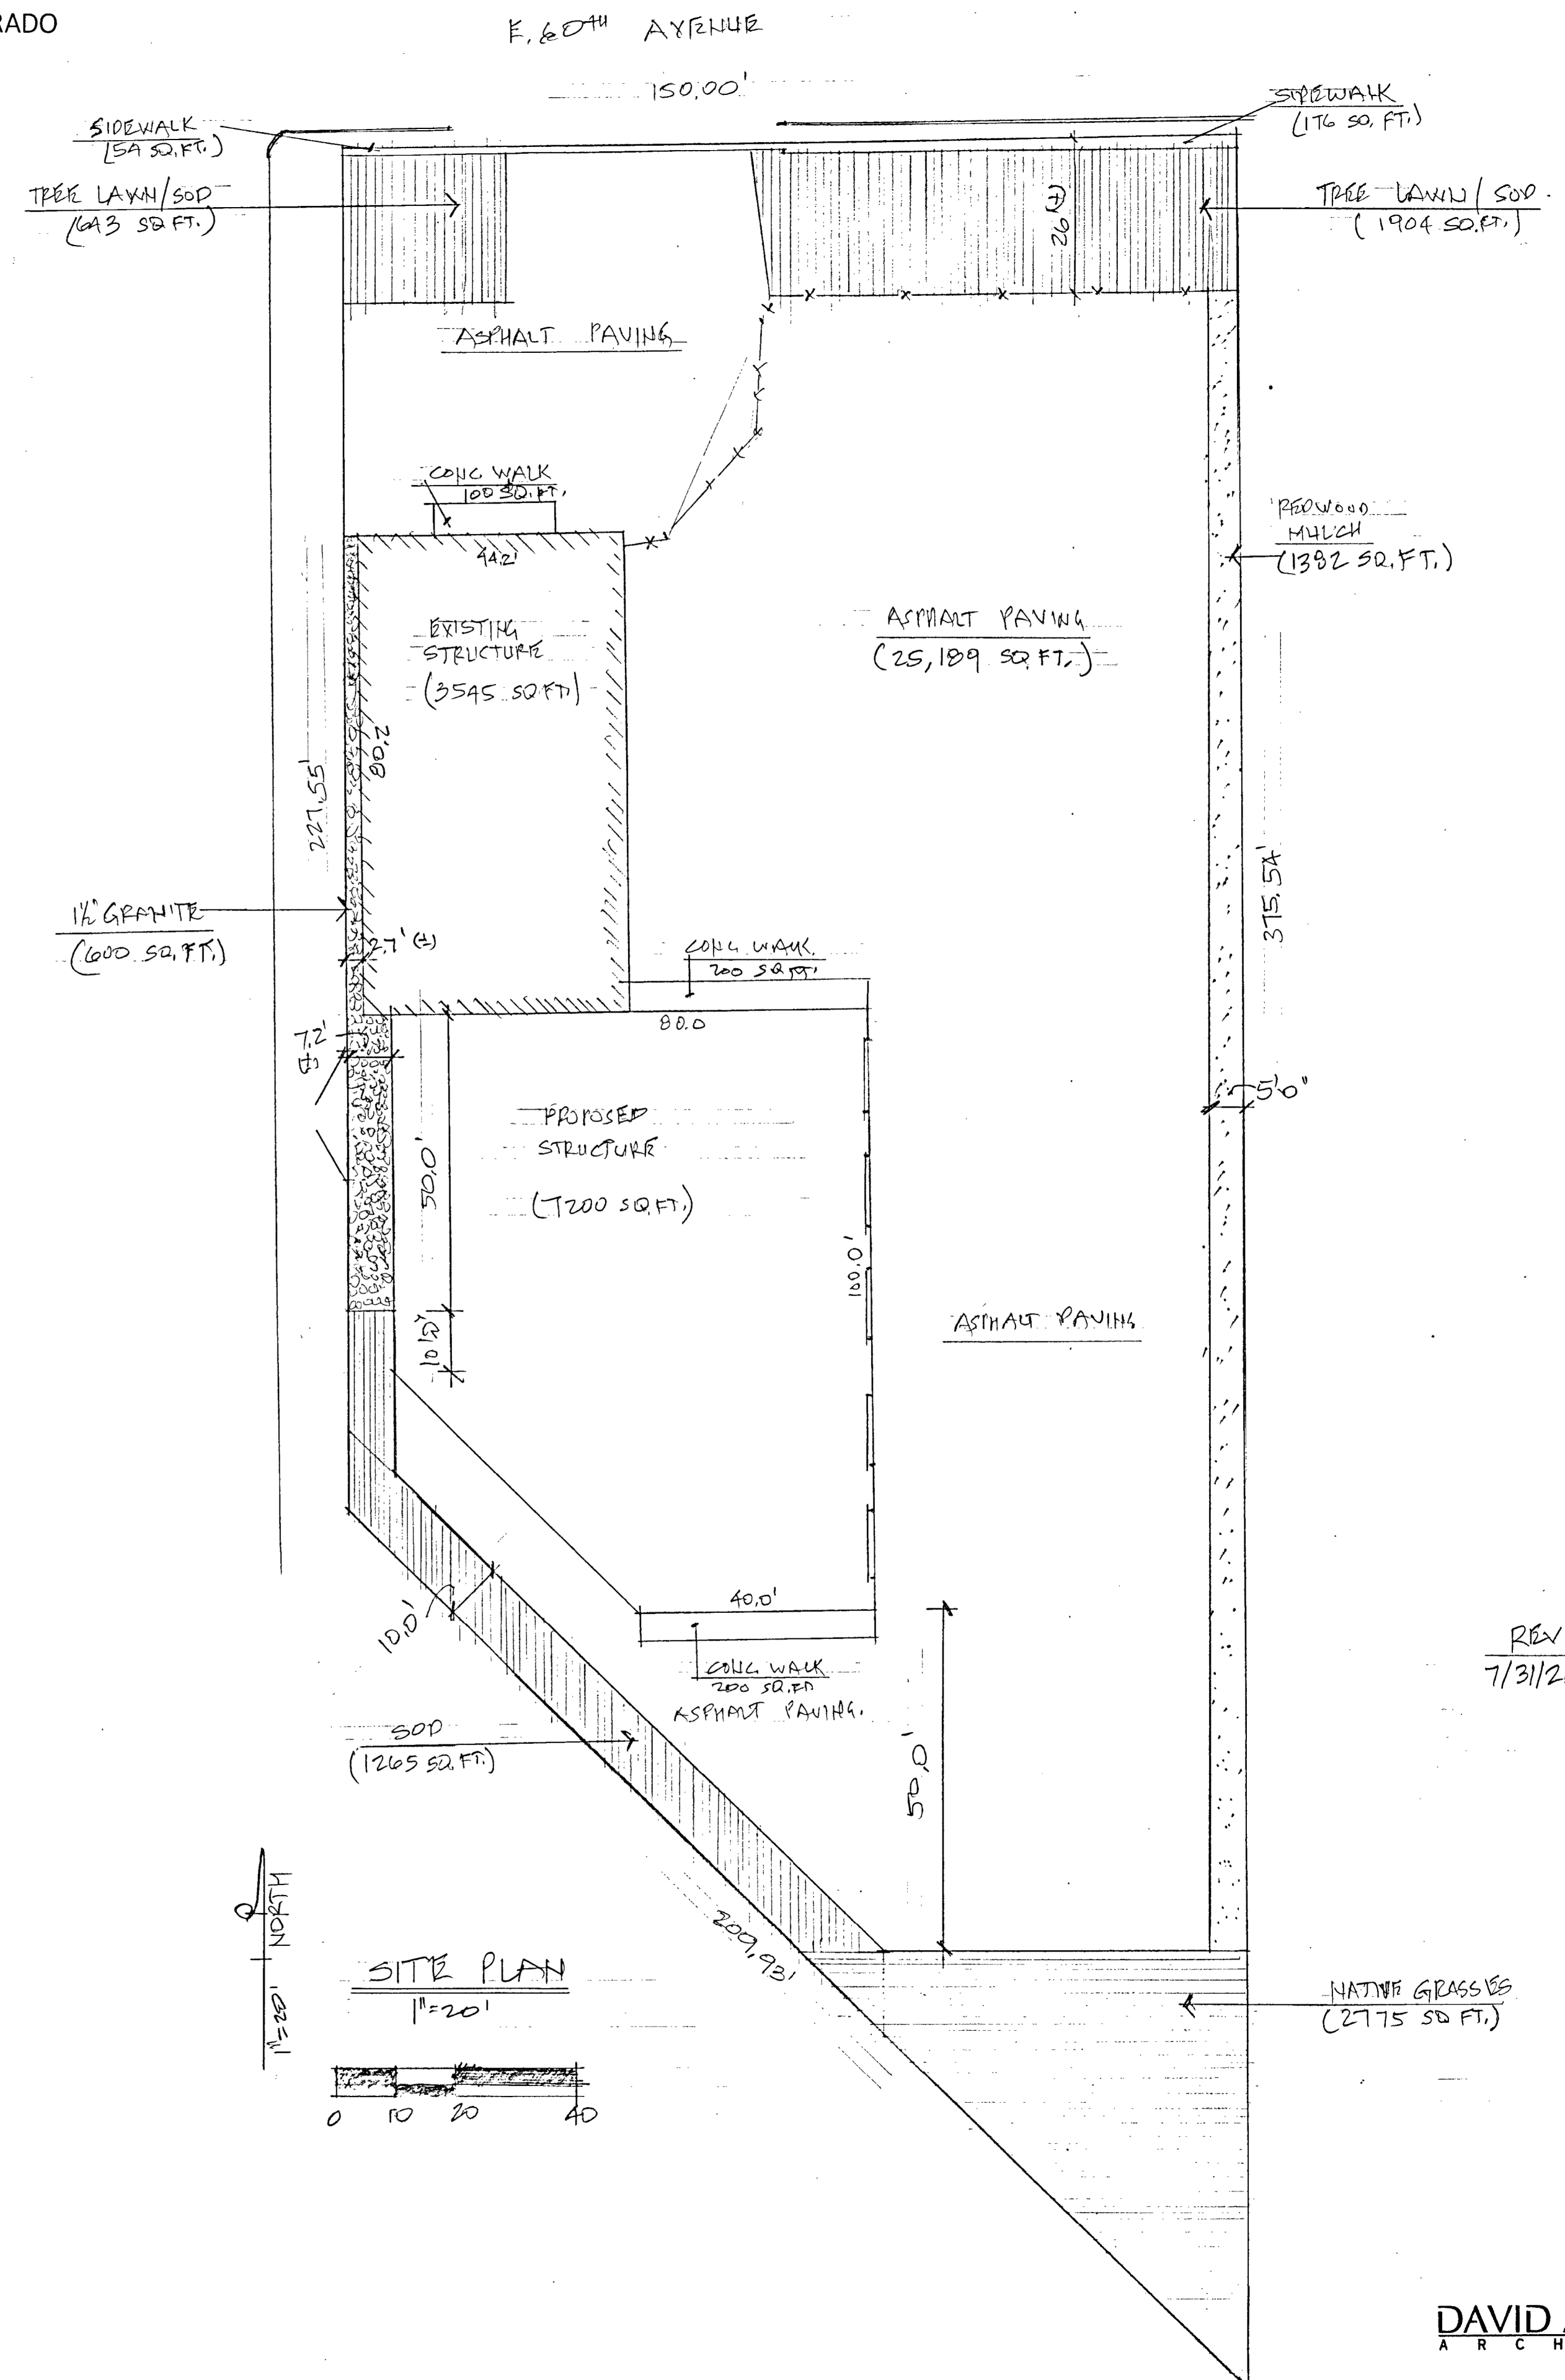 RADO
E. 60TH AVENUE
150.00'
SIDEWALK
(54 SQ. FT.)
SIDEWALK
(176 SQ. FT.)
TREE LAWN/SOD
(643 SQ FT.)
26'(±)
TREE LAWN/SOD
(1904 SQ. FT.)
ASPHALT PAVING
CONC WALK
100 SQ. FT.
44.2'
REDWOOD
MULCH
(1382 SQ. FT.)
EXISTING
STRUCTURE
(3545 SQ FT)
ASPHALT PAVING
(25,189 SQ. FT.)
80.2
227.55'
375.54'
1½" GRANITE
(600 SQ. FT.)
2.7' (±)
CONC WALK
200 SQ FT.
80.0
7.2'
(±)
5'0"
50.0'
PROPOSED
STRUCTURE
(7200 SQ. FT.)
100.0'
10.0'
ASPHALT PAVING
40.0'
10.0'
CONC WALK
200 SQ. FT
ASPHALT PAVING.
REV
7/31/2
SOD
(1265 SQ. FT.)
50.0'
209.93'
NORTH
1"=20'
SITE PLAN
1"=20'
NATIVE GRASSES
(2775 SQ FT.)
0 10 20 40
DAVID
A R C H